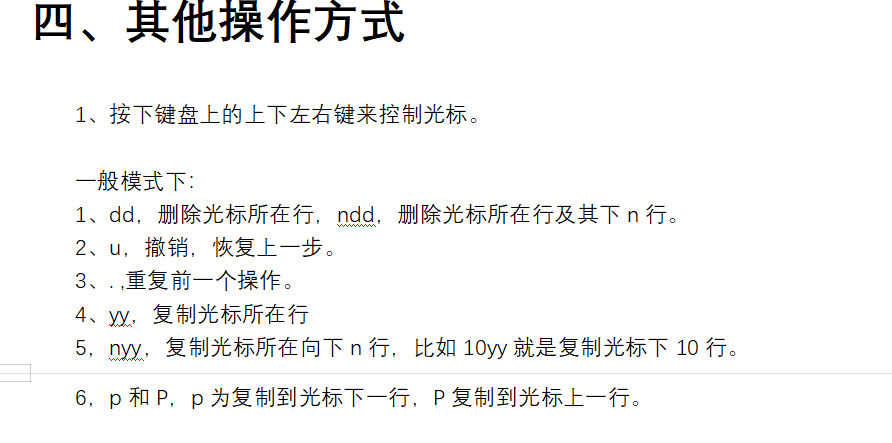 四、其他操作方式
1、按下键盘上的上下左右键来控制光标。
一般模式下:
1、dd，删除光标所在行，ndd，删除光标所在行及其下 n 行。
2、u，撤销，恢复上一步。
3、. ,重复前一个操作。
4、yy，复制光标所在行
5，nyy，复制光标所在向下 n 行，比如 10yy 就是复制光标下 10 行。
6，p 和 P，p 为复制到光标下一行，P 复制到光标上一行。